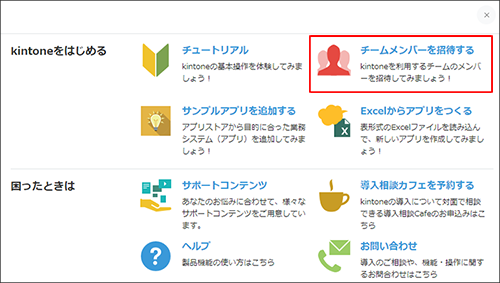 kintoneをはじめる
チュートリアル
kintoneの基本操作を体験してみま
しょう！
チームメンバーを招待する
kintoneを利用するチームのメンバ
ーを招待してみましょう！
サンプルアプリを追加する
アプリストアから目的に合った業務
システム（アプリ）を追加してみま
しょう！
Excelからアプリをつくる
表形式のExcelファイルを読み込ん
で、新しいアプリを作成してみまし
ょう！
困ったときは
サポートコンテンツ
あなたのお悩みに合わせて、様々な
サポートコンテンツをご用意していま
す。
導入相談カフェを予約する
kintoneの導入について対面で相談
できる導入相談Cafeのお申込みはこ
ちら
ヘルプ
製品機能の使い方はこちら
お問い合わせ
導入のご相談や、機能・操作に関す
るお問合わせはこちら